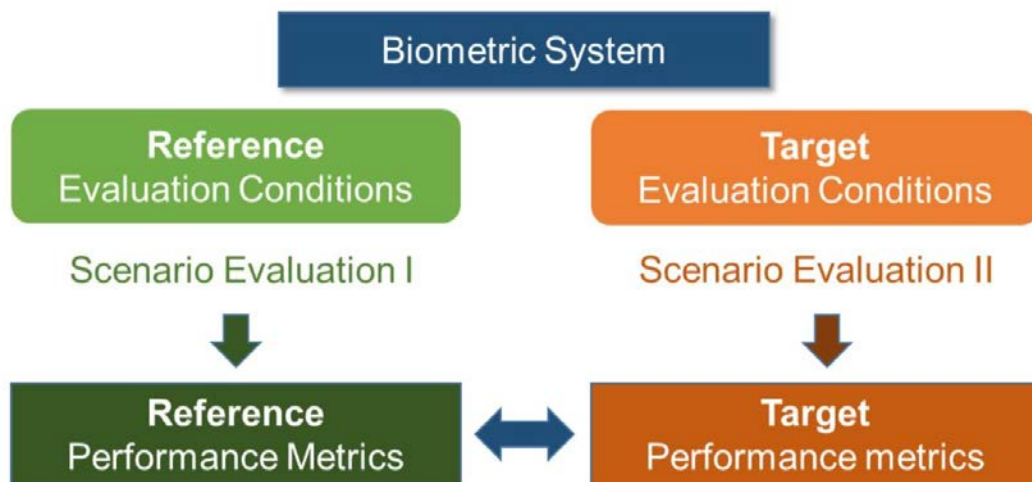 Biometric System
Reference
Evaluation Conditions
Target
Evaluation Conditions
Scenario Evaluation I
Scenario Evaluation II
Reference
Performance Metrics
Target
Performance metrics